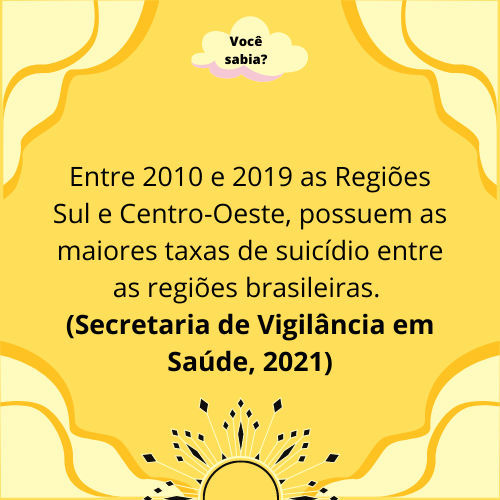 Você
sabia?
Entre 2010 e 2019 as Regiões
Sul e Centro-Oeste, possuem as
maiores taxas de suicídio entre
as regiões brasileiras.
(Secretaria de Vigilância em
Saúde, 2021)